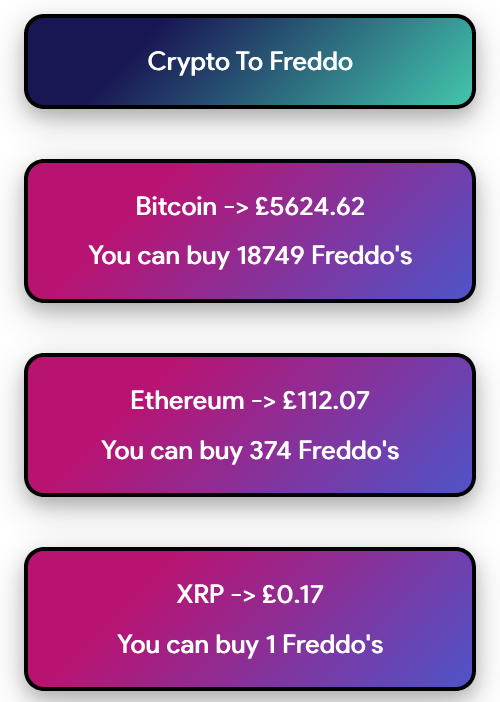 Crypto To Freddo
Bitcoin -> £5624.62
You can buy 18749 Freddo's
Ethereum -> £112.07
You can buy 374 Freddo's
XRP -> £0.17
You can buy 1 Freddo's